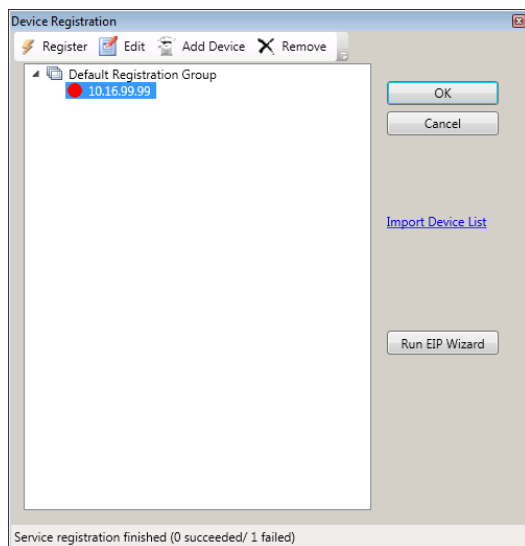 Device Registration
Register Edit Add Device Remove
Default Registration Group
10.16.99.99
OK
Cancel
Import Device List
Run EIP Wizard
Service registration finished (0 succeeded/ 1 failed)